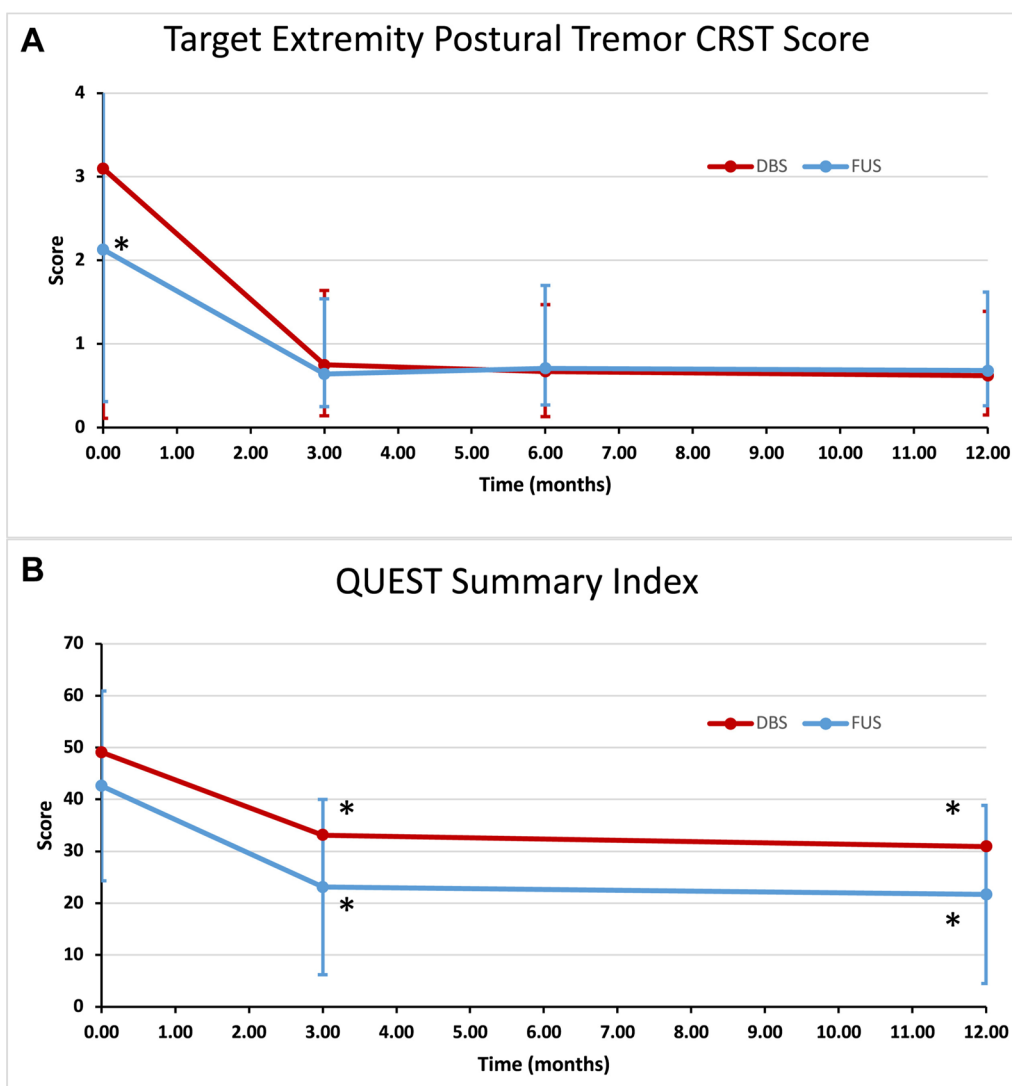 A
Target Extremity Postural Tremor CRST Score
4
3
2
1
0
Score
DBS FUS
*
0.00 1.00 2.00 3.00 4.00 5.00 6.00 7.00 8.00 9.00 10.00 11.00 12.00
Time (months)
B
QUEST Summary Index
70
60
50
40
30
20
10
0
Score
DBS FUS
* *
* *
0.00 1.00 2.00 3.00 4.00 5.00 6.00 7.00 8.00 9.00 10.00 11.00 12.00
Time (months)